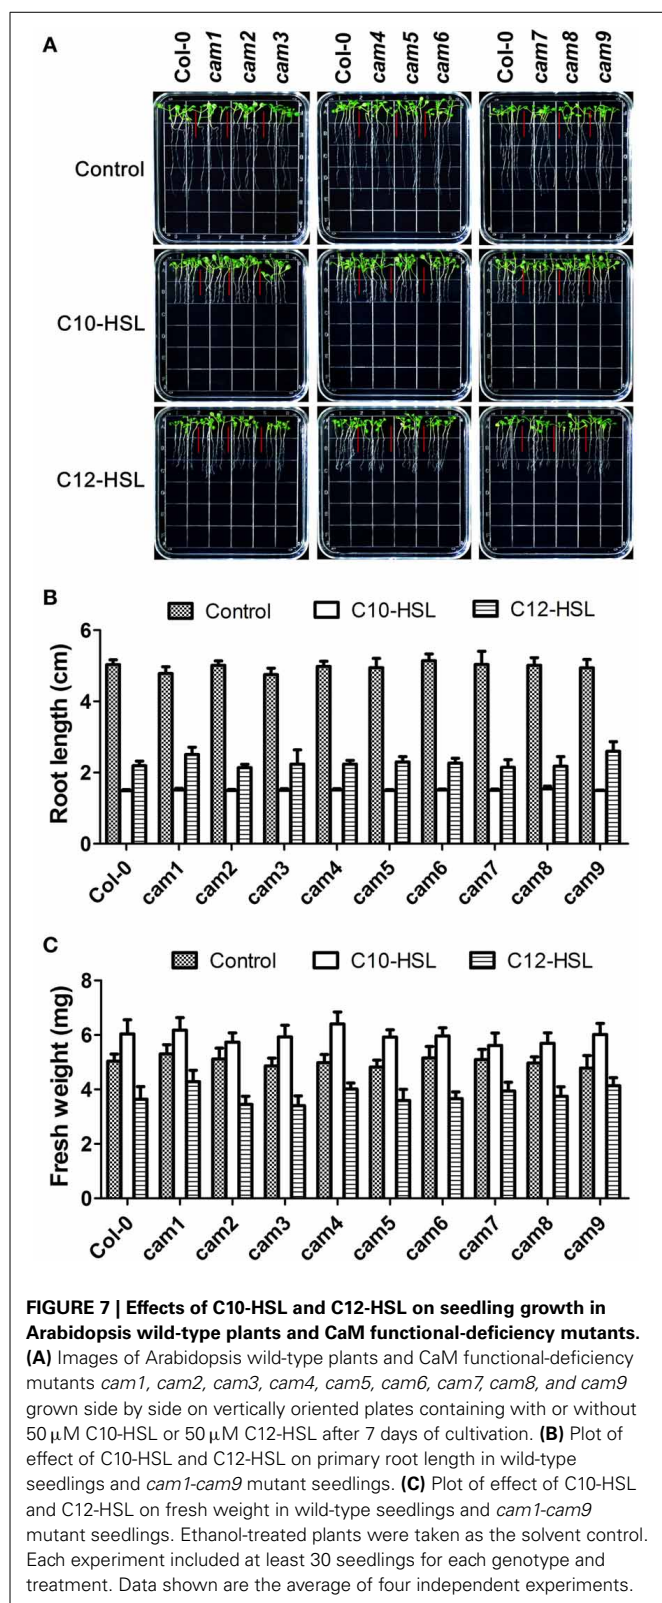 A
Col-0 cam1 cam2 cam3 Col-0 cam4 cam5 cam6 Col-0 cam7 cam8 cam9
Control
C10-HSL
C12-HSL
B
Control C10-HSL C12-HSL
Root length (cm)
6
4
2
0
Col-0 cam1 cam2 cam3 cam4 cam5 cam6 cam7 cam8 cam9
C
Control C10-HSL C12-HSL
Fresh weight (mg)
8
6
4
2
0
Col-0 cam1 cam2 cam3 cam4 cam5 cam6 cam7 cam8 cam9
FIGURE 7 | Effects of C10-HSL and C12-HSL on seedling growth in
Arabidopsis wild-type plants and CaM functional-deficiency mutants.
(A) Images of Arabidopsis wild-type plants and CaM functional-deficiency
mutants cam1, cam2, cam3, cam4, cam5, cam6, cam7, cam8, and cam9
grown side by side on vertically oriented plates containing with or without
50 μM C10-HSL or 50 μM C12-HSL after 7 days of cultivation. (B) Plot of
effect of C10-HSL and C12-HSL on primary root length in wild-type
seedlings and cam1-cam9 mutant seedlings. (C) Plot of effect of C10-HSL
and C12-HSL on fresh weight in wild-type seedlings and cam1-cam9
mutant seedlings. Ethanol-treated plants were taken as the solvent control.
Each experiment included at least 30 seedlings for each genotype and
treatment. Data shown are the average of four independent experiments.